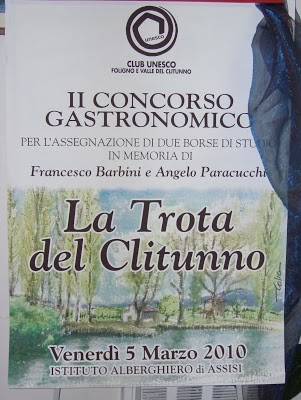 unesco
CLUB UNESCO
FOLIGNO E VALLE DEL CLITUNNO
II CONCORSO
GASTRONOMICO
PER L'ASSEGNAZIONE DI DUE BORSE DI STUDIO
IN MEMORIA DI
Francesco Barbini e Angelo Paracucchi
La Trota
del Clitunno
Venerdì 5 Marzo 2010
ISTITUTO ALBERGHIERO di ASSISI